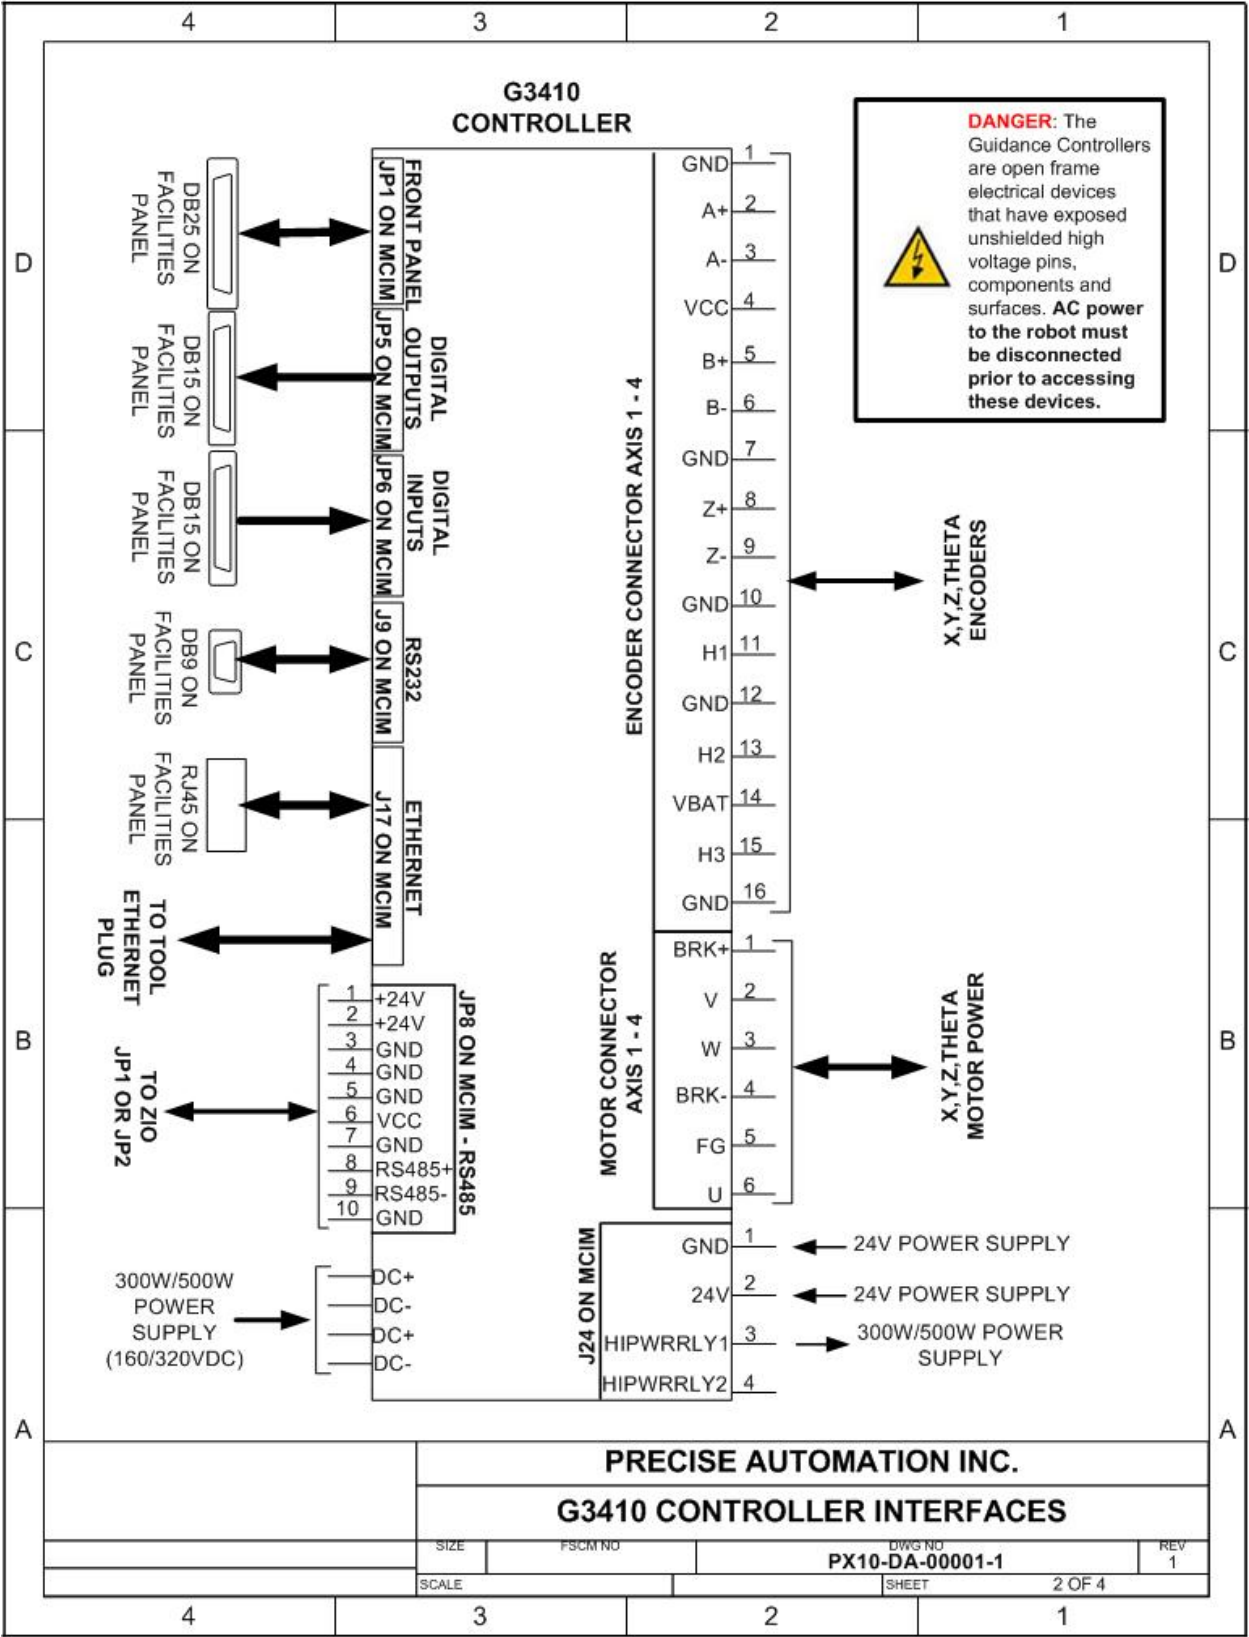 4 3 2 1
G3410
CONTROLLER
DANGER: The
Guidance Controllers
are open frame
electrical devices
that have exposed
unshielded high
voltage pins,
components and
surfaces. AC power
to the robot must
be disconnected
prior to accessing
these devices.
D
D
C
C
B
B
A
A
DB25 ON
FACILITIES
PANEL
FRONT PANEL
JP1 ON MCIM
DB15 ON
FACILITIES
PANEL
DIGITAL
OUTPUTS
JP5 ON MCIM
DB15 ON
FACILITIES
PANEL
DIGITAL
INPUTS
JP6 ON MCIM
DB9 ON
FACILITIES
PANEL
RS232
J9 ON MCIM
RJ45 ON
FACILITIES
PANEL
ETHERNET
J17 ON MCIM
TO TOOL
ETHERNET
PLUG
TO ZIO
JP1 OR JP2
1 +24V
2 +24V
3 GND
4 GND
5 GND
6 VCC
7 GND
8 RS485+
9 RS485-
10 GND
JP8 ON MCIM - RS485
300W/500W
POWER
SUPPLY
(160/320VDC)
DC+
DC-
DC+
DC-
ENCODER CONNECTOR AXIS 1 - 4
GND 1
A+ 2
A- 3
VCC 4
B+ 5
B- 6
GND 7
Z+ 8
Z- 9
GND 10
H1 11
GND 12
H2 13
VBAT 14
H3 15
GND 16
X,Y,Z,THETA
ENCODERS
MOTOR CONNECTOR
AXIS 1 - 4
BRK+ 1
V 2
W 3
BRK- 4
FG 5
U 6
X,Y,Z,THETA
MOTOR POWER
J24 ON MCIM
GND 1 24V POWER SUPPLY
24V 2 24V POWER SUPPLY
HIPWRRLY1 3 300W/500W POWER
SUPPLY
HIPWRRLY2 4
PRECISE AUTOMATION INC.
G3410 CONTROLLER INTERFACES
SIZE FSCM NO DWG NO REV
PX10-DA-00001-1 1
SCALE SHEET 2 OF 4
4 3 2 1